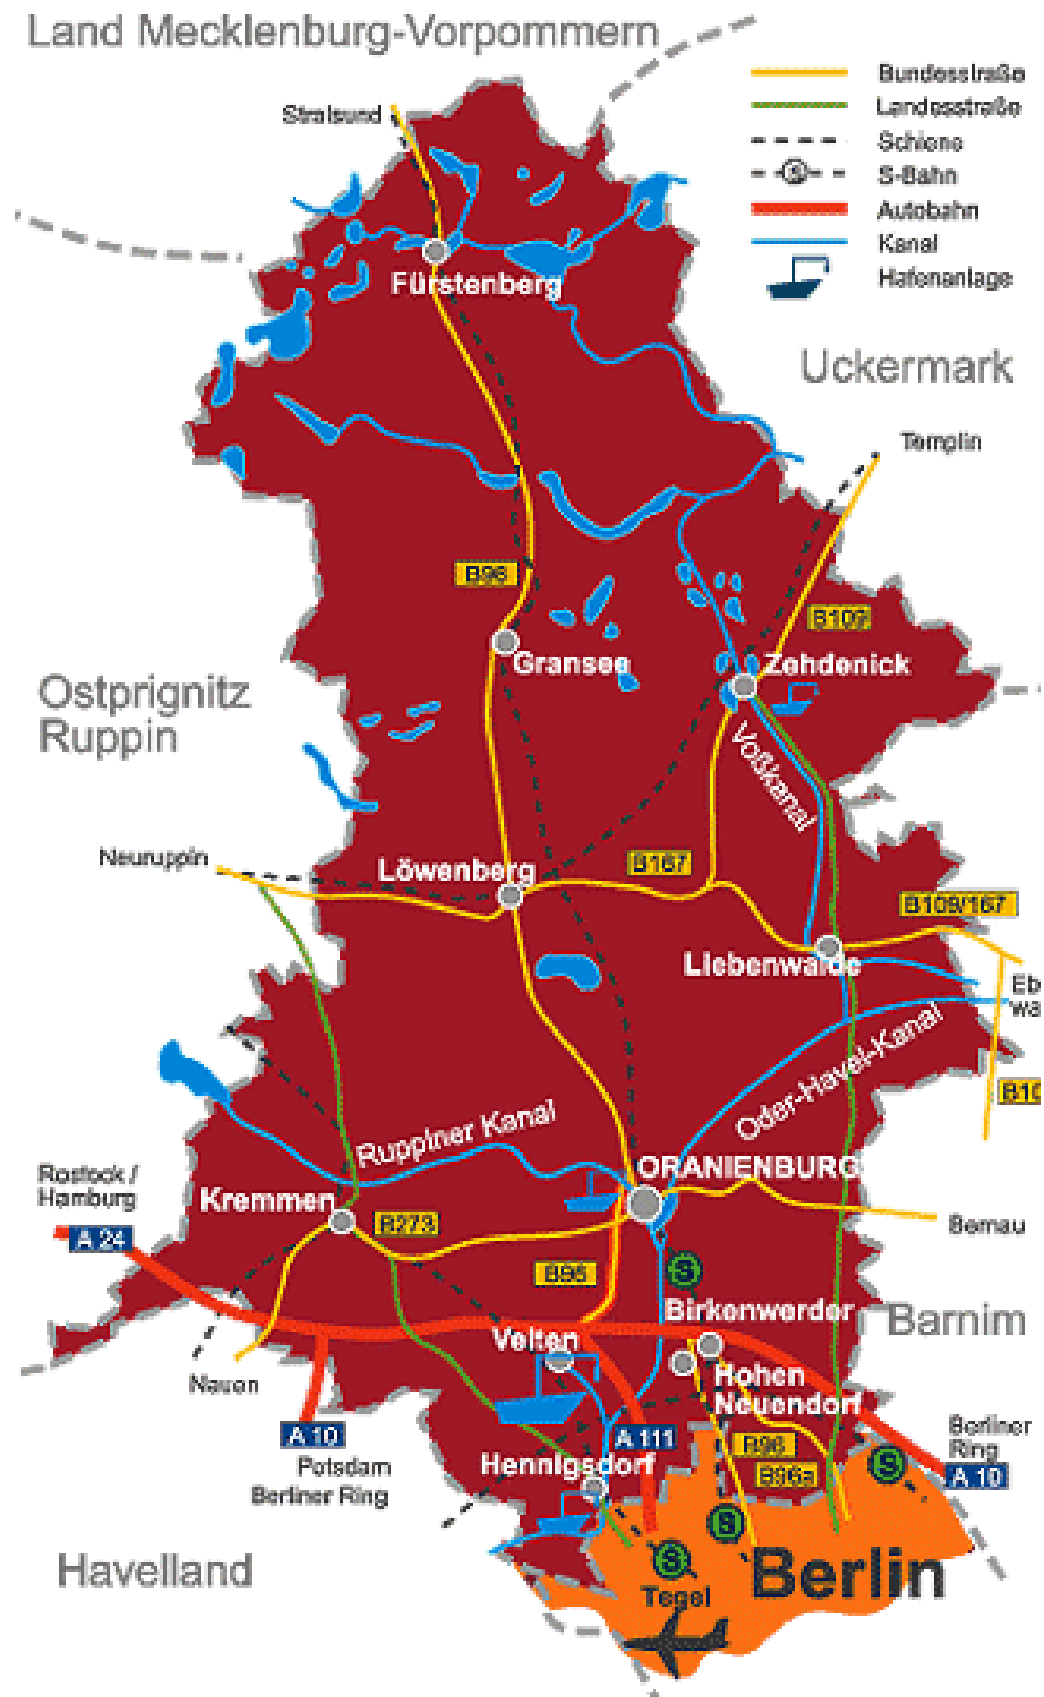 Land Mecklenburg-Vorpommern
Bundesstraße
Landesstraße
Schiene
S-Bahn
Autobahn
Kanal
Hafenanlage
Stralsund
Fürstenberg
Uckermark
Templin
B96
B109
Gransee
Zehdenick
Ostprignitz
Ruppin
Voßkanal
Neuruppin
Löwenberg
B167
B109/167
Liebenwalde
Eb
wa
Oder-Havel-Kanal
B10
Ruppiner Kanal
ORANIENBURG
Rostock /
Hamburg
A 24
Kremmen
B273
Bernau
B96
S
Birkenwerder
Barnim
Velten
Hohen
Neuendorf
Nauen
A 10
Potsdam
Berliner Ring
A 111
B96
B96a
Berliner
Ring
A 10
Hennigsdorf
S
S
S
Havelland
Berlin
Tegel